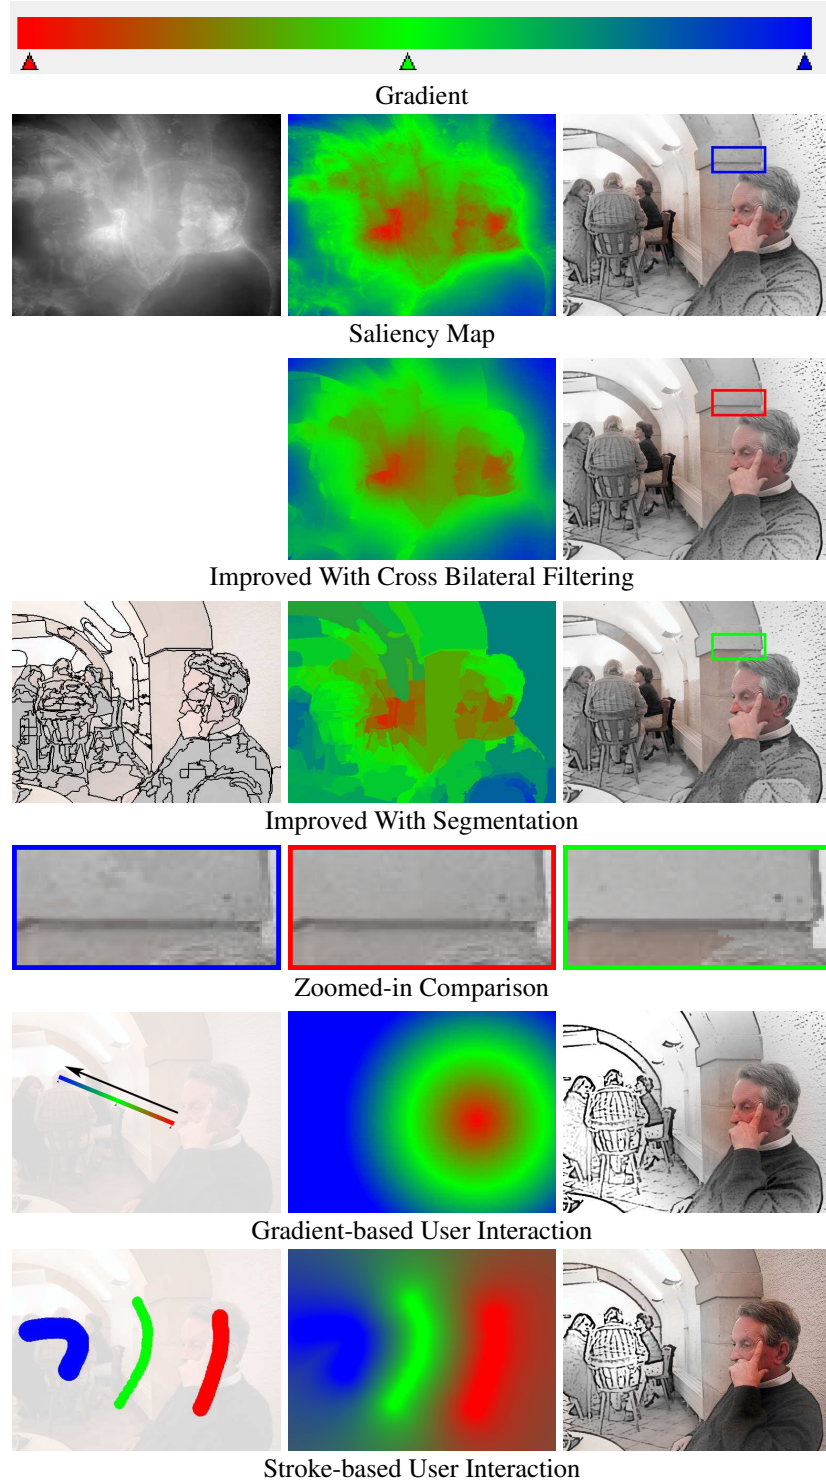 Gradient
Saliency Map
Improved With Cross Bilateral Filtering
Improved With Segmentation
Zoomed-in Comparison
Gradient-based User Interaction
Stroke-based User Interaction